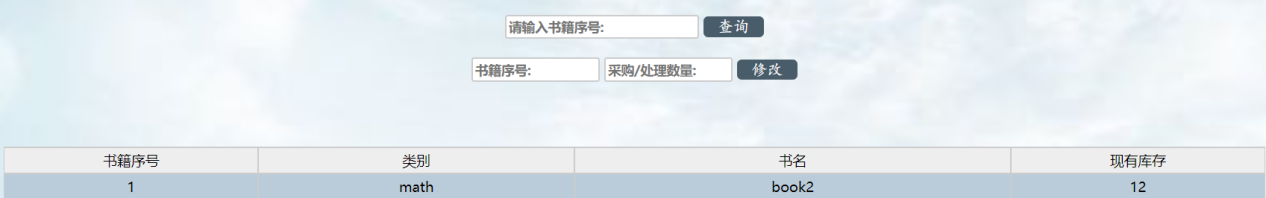 请输入书籍序号: 查询
书籍序号: 采购/处理数量: 修改
书籍序号 类别 书名 现有库存
1 math book2 12